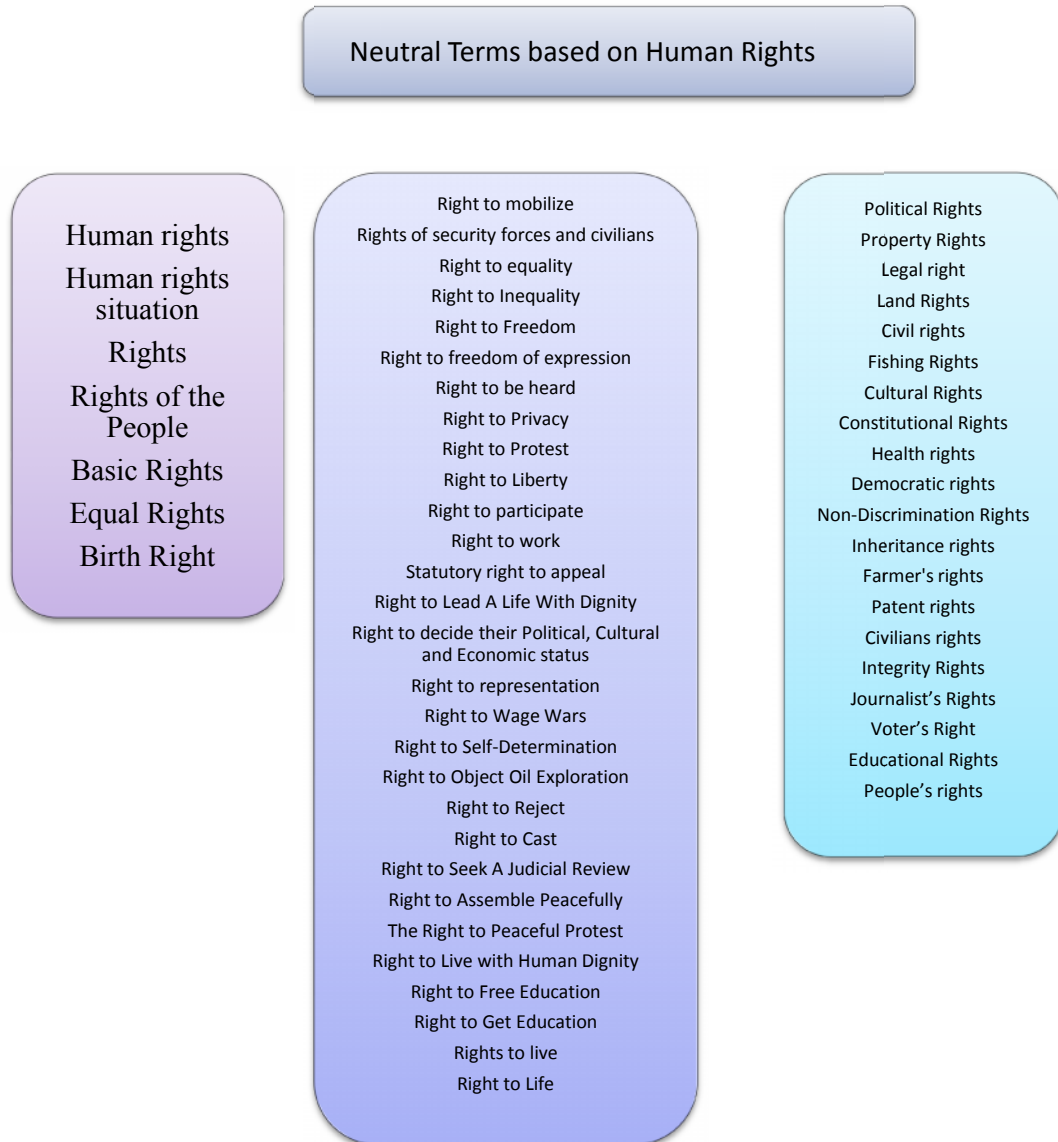 Neutral Terms based on Human Rights
Human rights
Human rights
situation
Rights
Rights of the
People
Basic Rights
Equal Rights
Birth Right
Right to mobilize
Rights of security forces and civilians
Right to equality
Right to Inequality
Right to Freedom
Right to freedom of expression
Right to be heard
Right to Privacy
Right to Protest
Right to Liberty
Right to participate
Right to work
Statutory right to appeal
Right to Lead A Life With Dignity
Right to decide their Political, Cultural
and Economic status
Right to representation
Right to Wage Wars
Right to Self-Determination
Right to Object Oil Exploration
Right to Reject
Right to Cast
Right to Seek A Judicial Review
Right to Assemble Peacefully
The Right to Peaceful Protest
Right to Live with Human Dignity
Right to Free Education
Right to Get Education
Rights to live
Right to Life
Political Rights
Property Rights
Legal right
Land Rights
Civil rights
Fishing Rights
Cultural Rights
Constitutional Rights
Health rights
Democratic rights
Non-Discrimination Rights
Inheritance rights
Farmer's rights
Patent rights
Civilians rights
Integrity Rights
Journalist’s Rights
Voter’s Right
Educational Rights
People’s rights